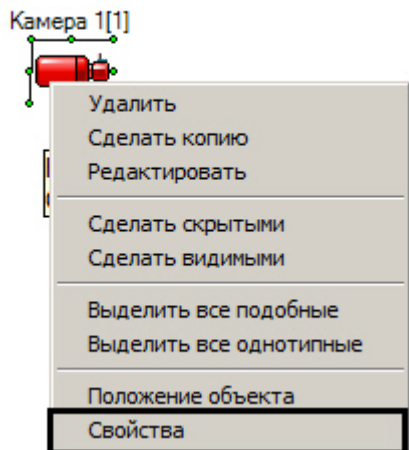 Камера 1[1]
Удалить
Сделать копию
Редактировать
Сделать скрытыми
Сделать видимыми
Выделить все подобные
Выделить все однотипные
Положение объекта
Свойства